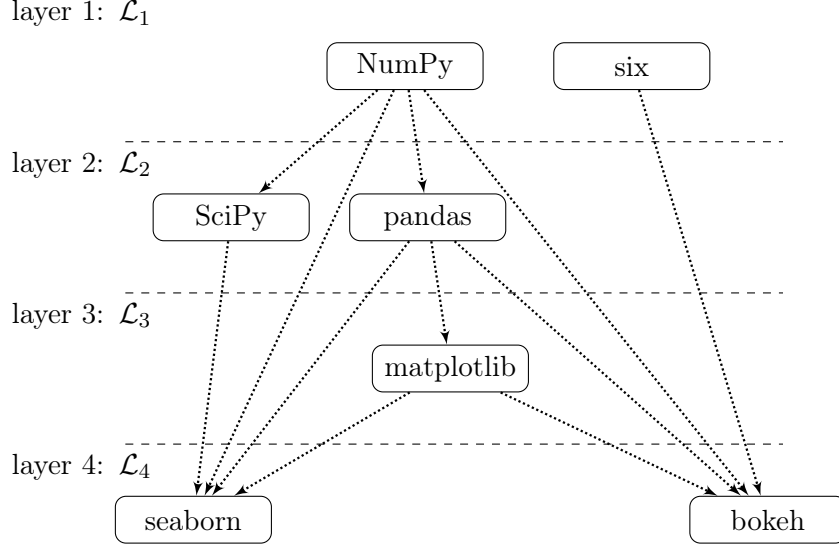 layer 1: ℒ₁
NumPy six
layer 2: ℒ₂
SciPy pandas
layer 3: ℒ₃
matplotlib
layer 4: ℒ₄
seaborn bokeh